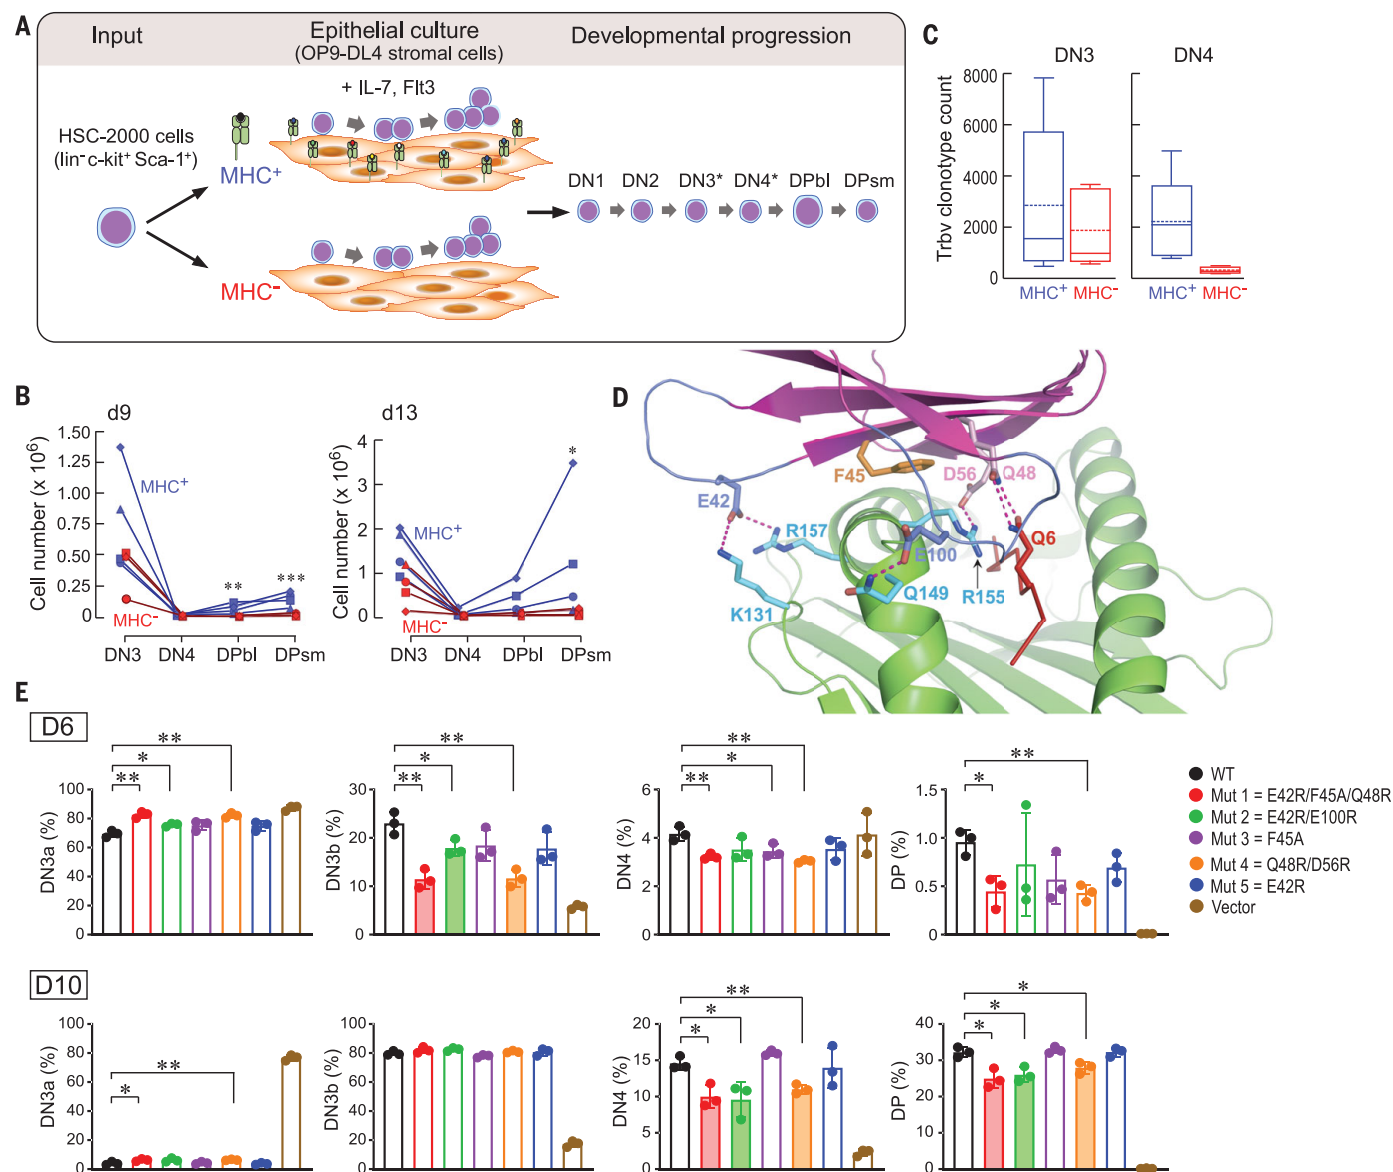 A
Input
Epithelial culture
(OP9-DL4 stromal cells)
Developmental progression
+ IL-7, Flt3
HSC-2000 cells
(lin⁻ c-kit⁺ Sca-1⁺)
MHC⁺
MHC⁻
DN1 DN2 DN3* DN4* DPbl DPsm
C
DN3 DN4
Trbv clonotype count
8000
6000
4000
2000
0
MHC⁺ MHC⁻ MHC⁺ MHC⁻
B
d9
Cell number (x 10⁶)
1.50
1.25
1.00
0.75
0.50
0.25
0
MHC⁺
MHC⁻
** ***
DN3 DN4 DPbl DPsm
d13
Cell number (x 10⁶)
4
3
2
1
0
MHC⁺
MHC⁻
*
DN3 DN4 DPbl DPsm
D
F45
D56 Q48
E42
R157
E100
Q6
Q149
R155
K131
E
D6
DN3a (%)
100
80
60
40
20
0
**
*
**
DN3b (%)
30
20
10
0
**
*
**
DN4 (%)
6
4
2
0
**
*
**
DP (%)
1.5
1.0
0.5
0
**
*
WT
Mut 1 = E42R/F45A/Q48R
Mut 2 = E42R/E100R
Mut 3 = F45A
Mut 4 = Q48R/D56R
Mut 5 = E42R
Vector
D10
DN3a (%)
100
80
60
40
20
0
**
*
DN3b (%)
100
80
60
40
20
0
DN4 (%)
20
15
10
5
0
**
*
*
DP (%)
40
30
20
10
0
*
*
*